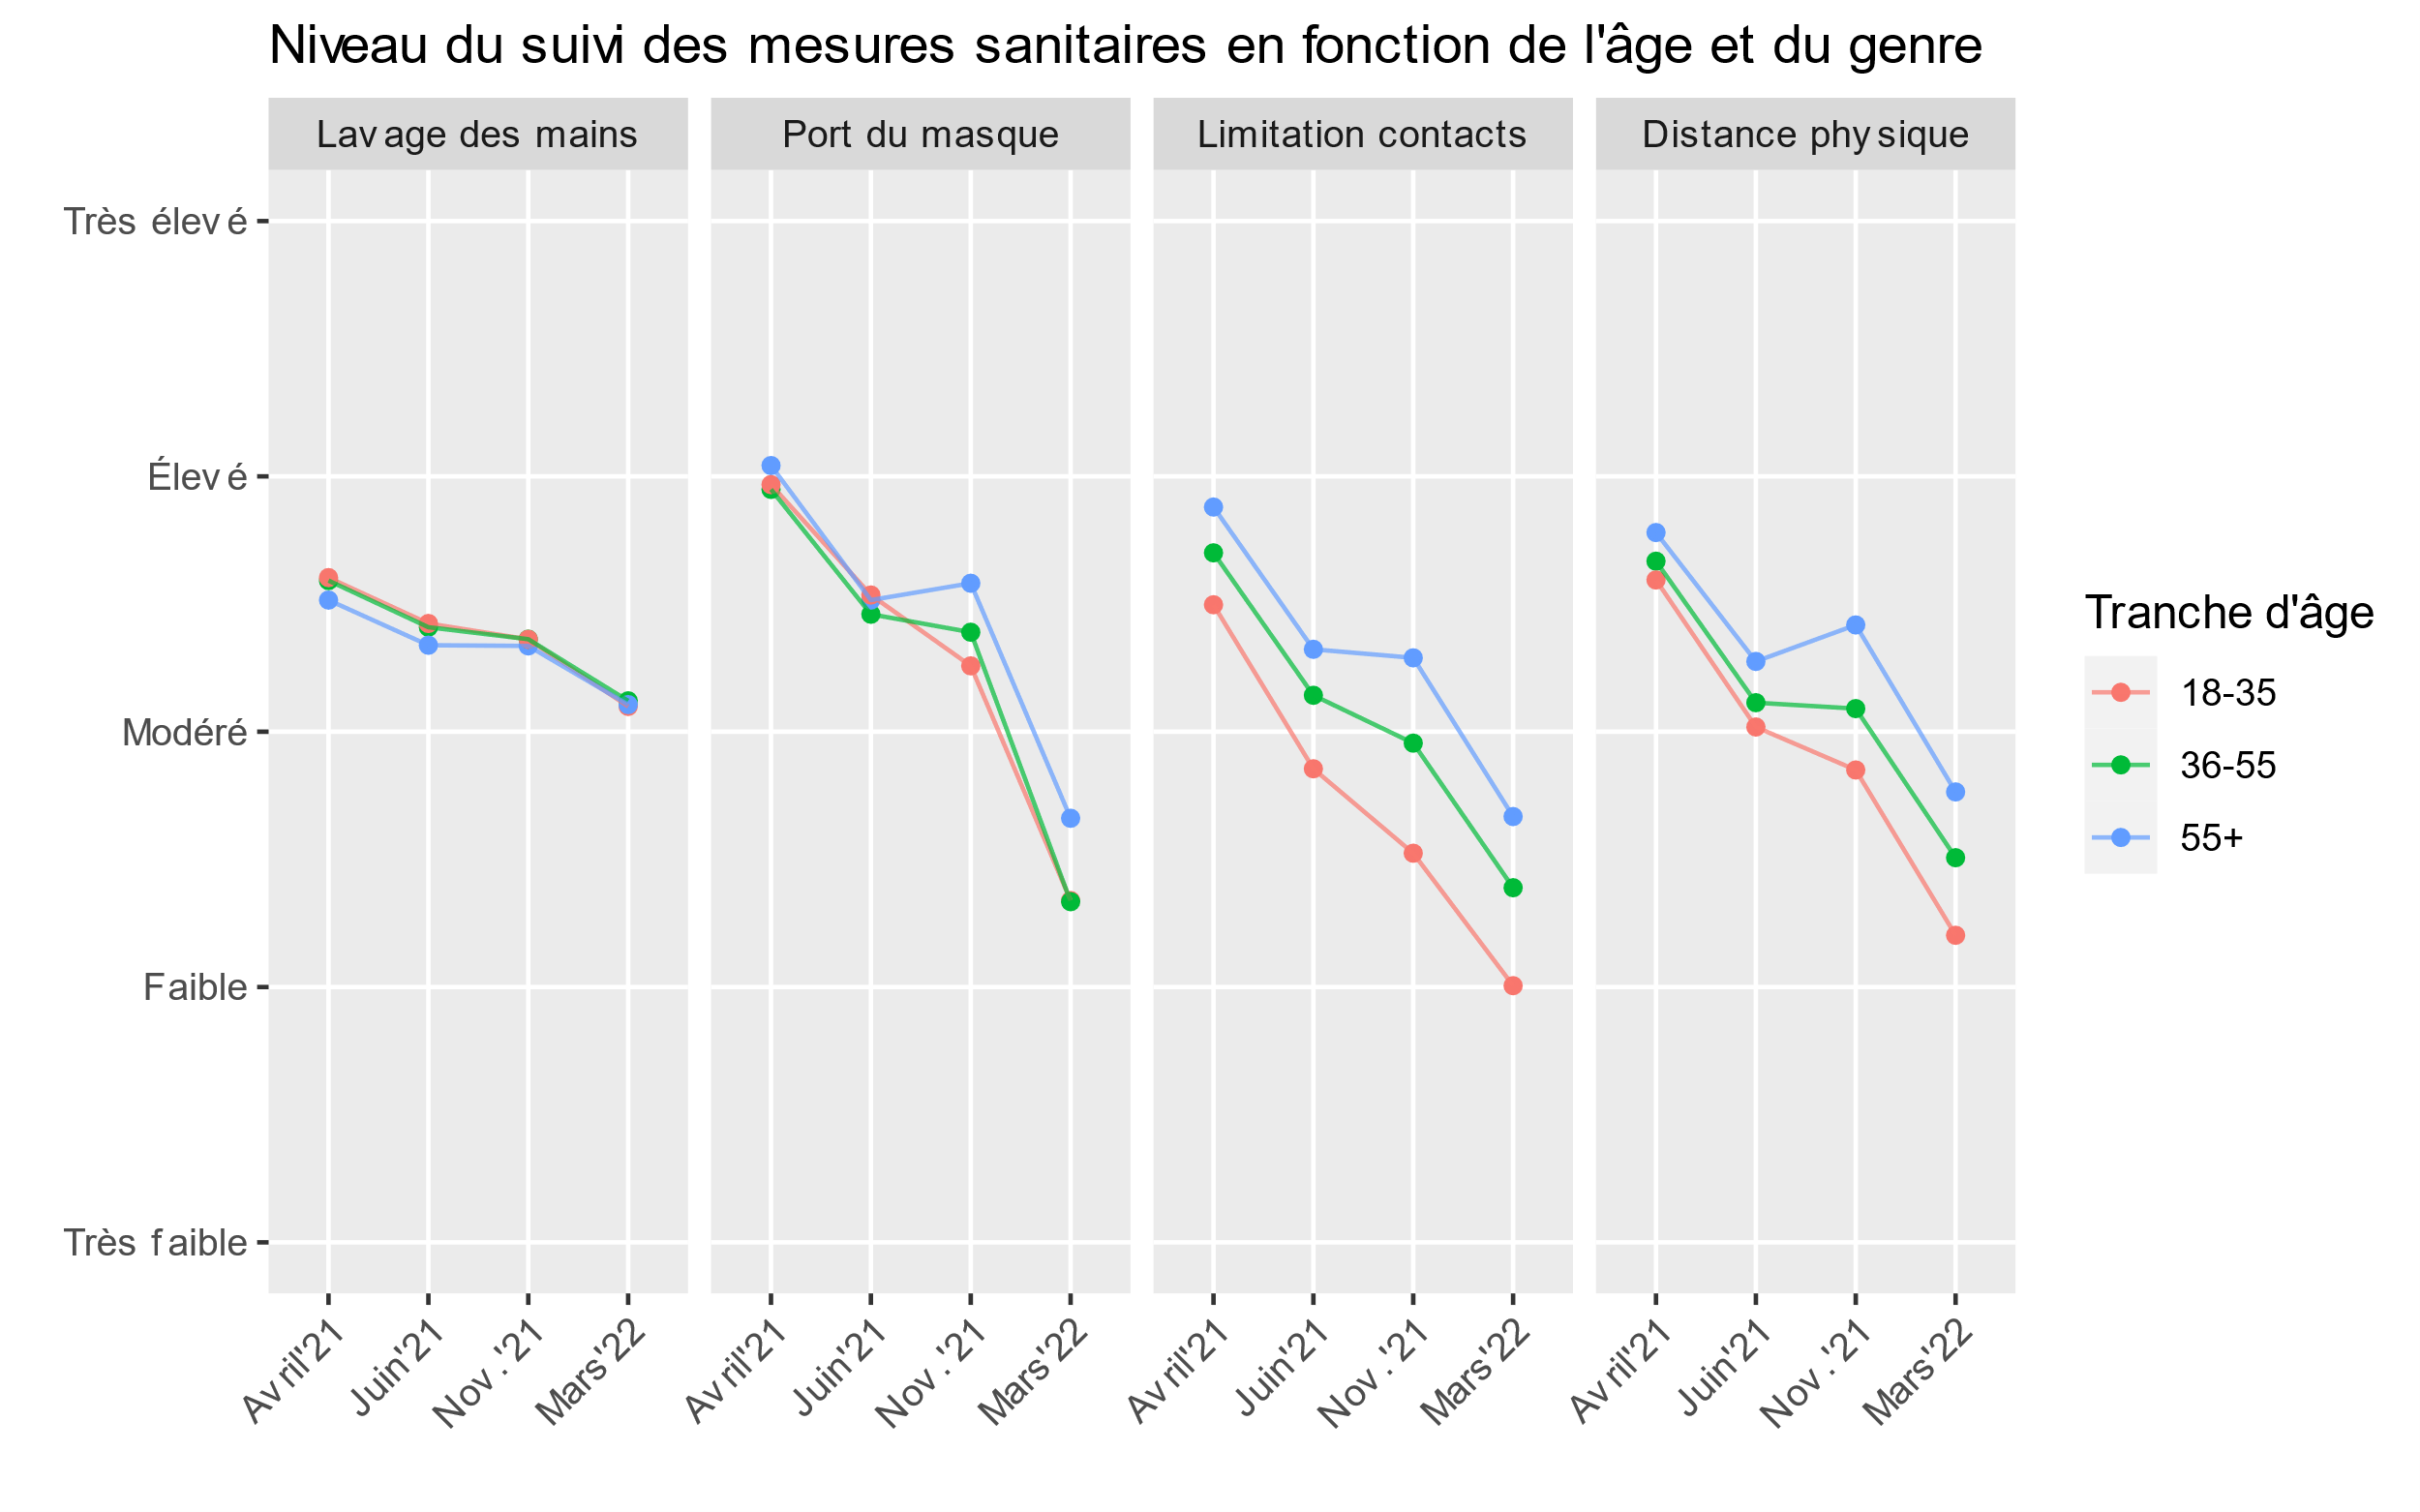 Niveau du suivi des mesures sanitaires en fonction de l'âge et du genre
Lavage des mains
Port du masque
Limitation contacts
Distance physique
Très élevé
Élevé
Modéré
Faible
Très faible
Avril'21
Juin'21
Nov.'21
Mars'22
Avril'21
Juin'21
Nov.'21
Mars'22
Avril'21
Juin'21
Nov.'21
Mars'22
Avril'21
Juin'21
Nov.'21
Mars'22
Tranche d'âge
18-35
36-55
55+